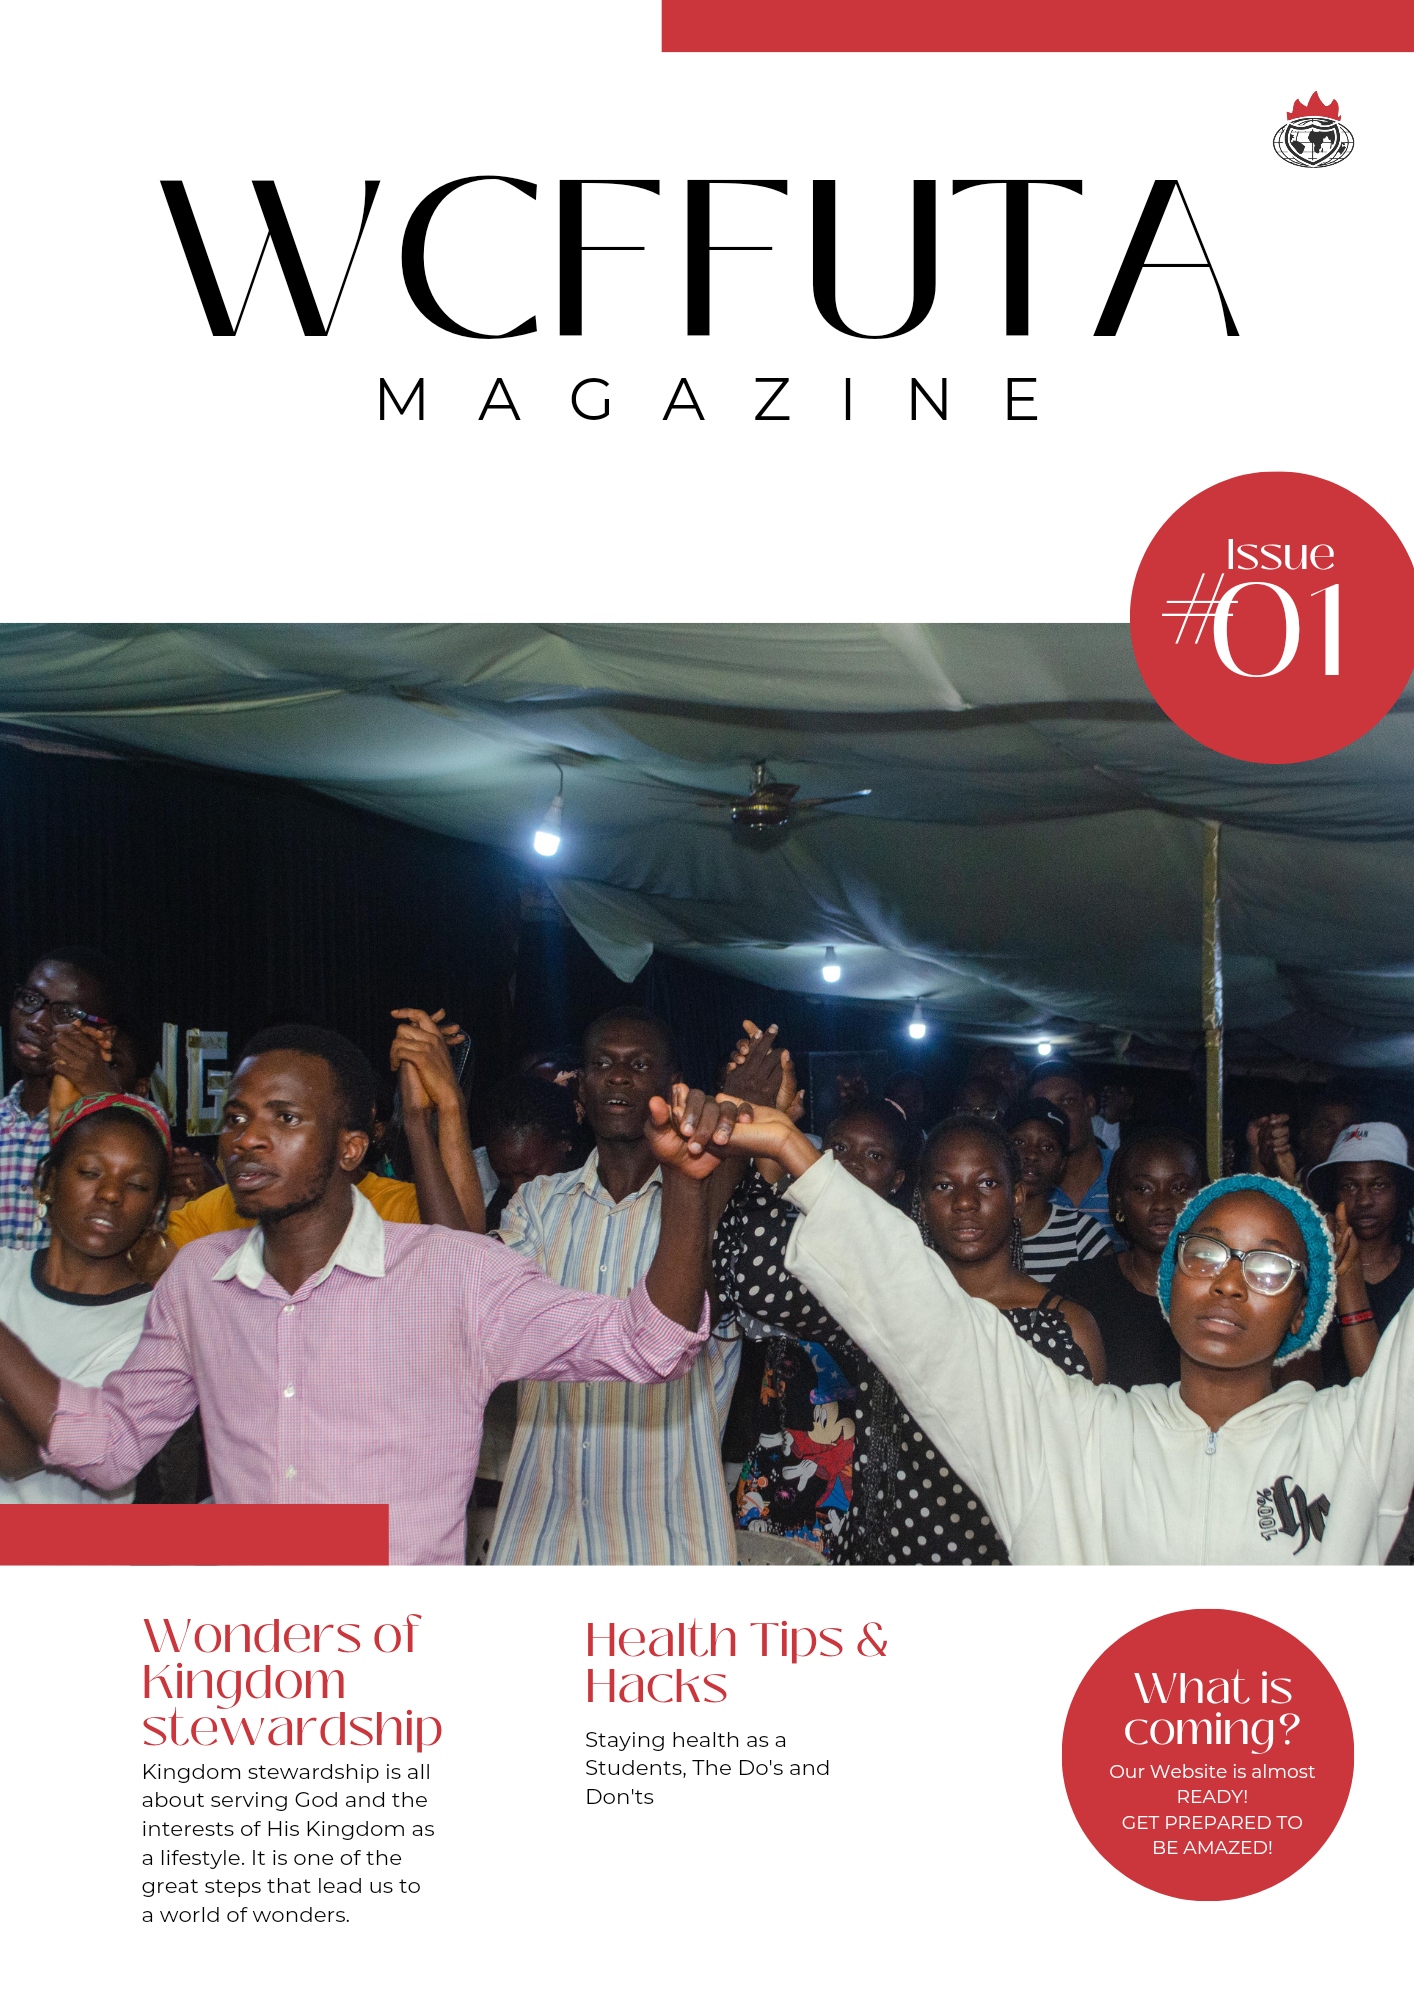 WCFFUTA
MAGAZINE
Issue
#01
Wonders of
Kingdom
stewardship
Kingdom stewardship is all
about serving God and the
interests of His Kingdom as
a lifestyle. It is one of the
great steps that lead us to
a world of wonders.
Health Tips &
Hacks
Staying health as a
Students, The Do's and
Don'ts
What is
coming?
Our Website is almost
READY!
GET PREPARED TO
BE AMAZED!
100%